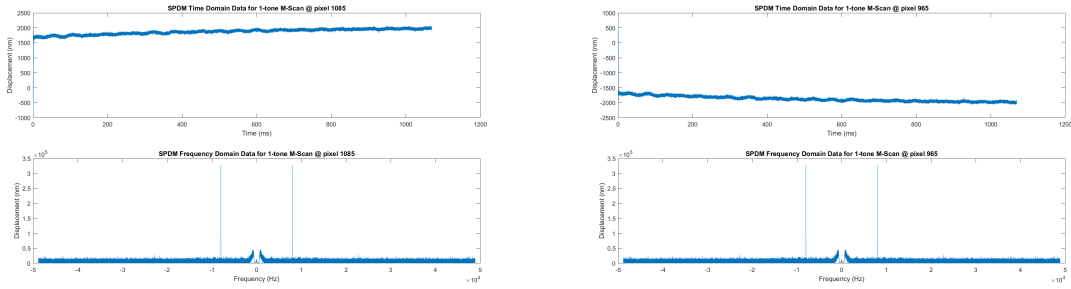 SPDM Time Domain Data for 1-tone M-Scan @ pixel 1085
Displacement (nm)
2500
2000
1500
1000
500
0
-500
-1000
0 200 400 600 800 1000 1200
Time (ms)
SPDM Time Domain Data for 1-tone M-Scan @ pixel 965
Displacement (nm)
1000
500
0
-500
-1000
-1500
-2000
-2500
0 200 400 600 800 1000 1200
Time (ms)
SPDM Frequency Domain Data for 1-tone M-Scan @ pixel 1085
×10^5
Displacement (nm)
3.5
3
2.5
2
1.5
1
0.5
0
-5 -4 -3 -2 -1 0 1 2 3 4 5
Frequency (Hz)
×10^4
SPDM Frequency Domain Data for 1-tone M-Scan @ pixel 965
×10^5
Displacement (nm)
3.5
3
2.5
2
1.5
1
0.5
0
-5 -4 -3 -2 -1 0 1 2 3 4 5
Frequency (Hz)
×10^4